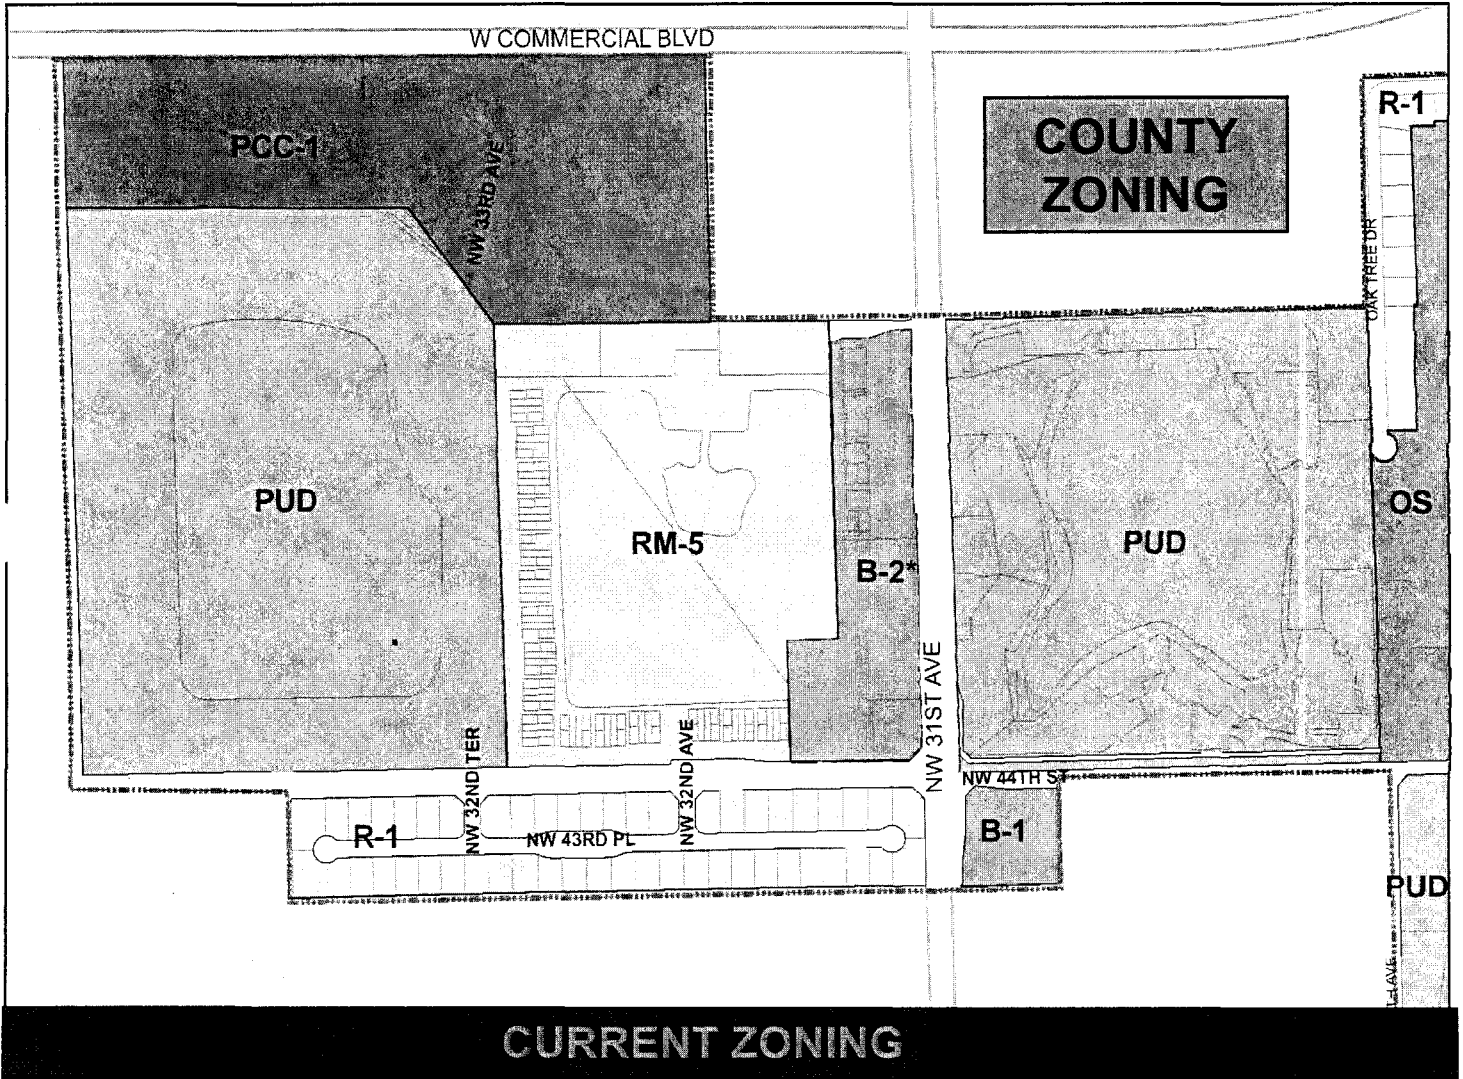 W COMMERCIAL BLVD
R-1
COUNTY
ZONING
PCC-1
NW 33RD AVE
OAK TREE DR
PUD
OS
RM-5
PUD
B-2*
NW 31ST AVE
NW 32ND TER
NW 32ND AVE
NW 44TH ST
R-1
NW 43RD PL
B-1
PUD
AVE
CURRENT ZONING